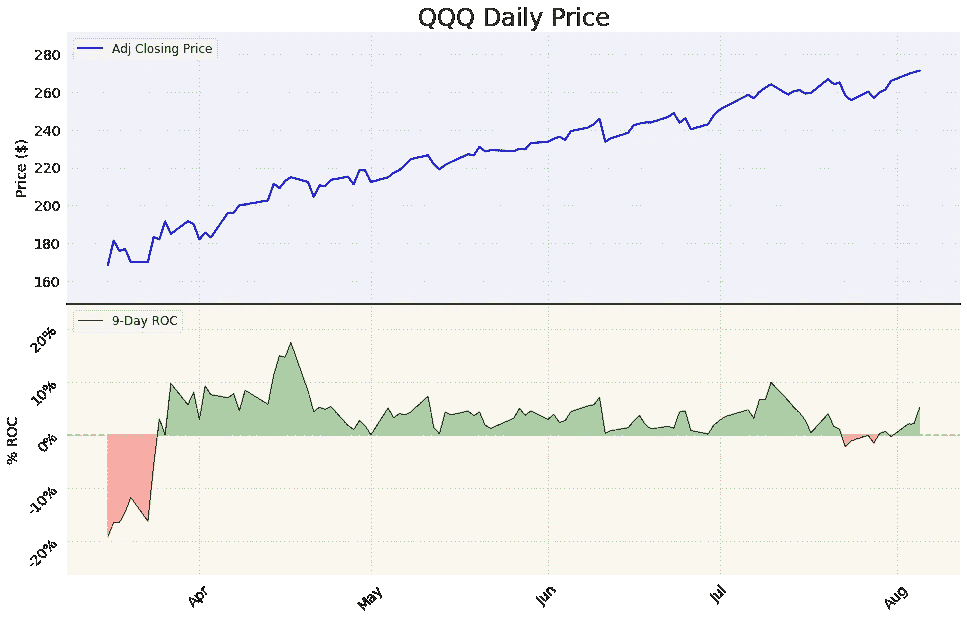 QQQ Daily Price
Adj Closing Price
280
260
240
220
200
180
160
Price ($)
9-Day ROC
20%
10%
0%
-10%
-20%
% ROC
Apr
May
Jun
Jul
Aug